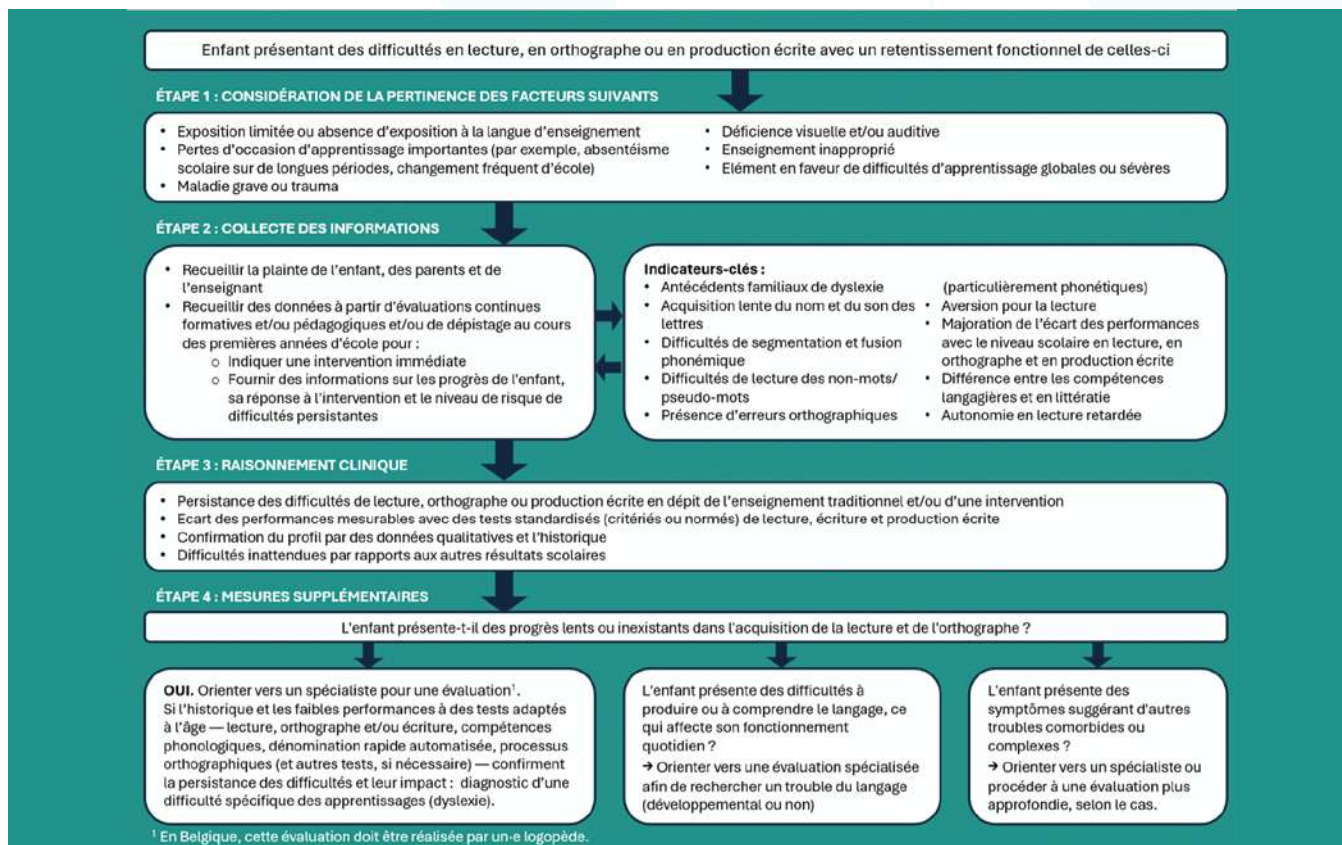 Enfant présentant des difficultés en lecture, en orthographe ou en production écrite avec un retentissement fonctionnel de celles-ci
ÉTAPE 1 : CONSIDÉRATION DE LA PERTINENCE DES FACTEURS SUIVANTS
• Exposition limitée ou absence d'exposition à la langue d'enseignement
• Pertes d'occasion d'apprentissage importantes (par exemple, absentéisme
scolaire sur de longues périodes, changement fréquent d'école)
• Maladie grave ou trauma
• Déficience visuelle et/ou auditive
• Enseignement inapproprié
• Elément en faveur de difficultés d'apprentissage globales ou sévères
ÉTAPE 2 : COLLECTE DES INFORMATIONS
• Recueillir la plainte de l'enfant, des parents et de
l'enseignant
• Recueillir des données à partir d'évaluations continues
formatives et/ou pédagogiques et/ou de dépistage au cours
des premières années d'école pour :
o Indiquer une intervention immédiate
o Fournir des informations sur les progrès de l'enfant,
sa réponse à l'intervention et le niveau de risque de
difficultés persistantes
Indicateurs-clés :
• Antécédents familiaux de dyslexie
• Acquisition lente du nom et du son des
lettres
• Difficultés de segmentation et fusion
phonémique
• Difficultés de lecture des non-mots/
pseudo-mots
• Présence d'erreurs orthographiques
(particulièrement phonétiques)
• Aversion pour la lecture
• Majoration de l'écart des performances
avec le niveau scolaire en lecture, en
orthographe et en production écrite
• Différence entre les compétences
langagières et en littératie
• Autonomie en lecture retardée
ÉTAPE 3 : RAISONNEMENT CLINIQUE
• Persistance des difficultés de lecture, orthographe ou production écrite en dépit de l'enseignement traditionnel et/ou d'une intervention
• Ecart des performances mesurables avec des tests standardisés (critériés ou normés) de lecture, écriture et production écrite
• Confirmation du profil par des données qualitatives et l'historique
• Difficultés inattendues par rapports aux autres résultats scolaires
ÉTAPE 4 : MESURES SUPPLÉMENTAIRES
L'enfant présente-t-il des progrès lents ou inexistants dans l'acquisition de la lecture et de l'orthographe ?
OUI. Orienter vers un spécialiste pour une évaluation¹.
Si l'historique et les faibles performances à des tests adaptés
à l'âge — lecture, orthographe et/ou écriture, compétences
phonologiques, dénomination rapide automatisée, processus
orthographiques (et autres tests, si nécessaire) — confirment
la persistance des difficultés et leur impact : diagnostic d'une
difficulté spécifique des apprentissages (dyslexie).
L'enfant présente des difficultés à
produire ou à comprendre le langage, ce
qui affecte son fonctionnement
quotidien ?
→ Orienter vers une évaluation spécialisée
afin de rechercher un trouble du langage
(développemental ou non)
L'enfant présente des
symptômes suggérant d'autres
troubles comorbides ou
complexes ?
→ Orienter vers un spécialiste ou
procéder à une évaluation plus
approfondie, selon le cas.
¹ En Belgique, cette évaluation doit être réalisée par un-e logopède.